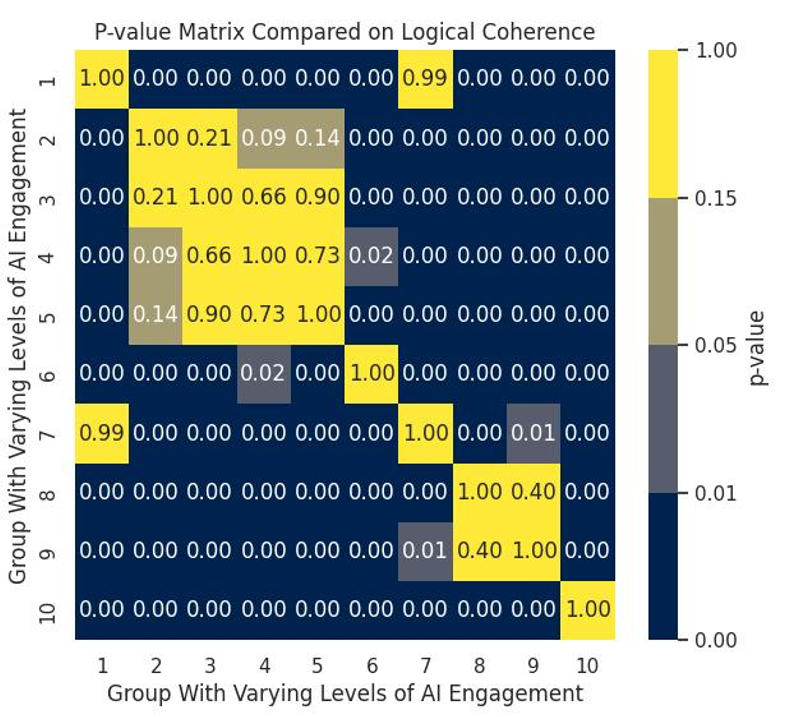 P-value Matrix Compared on Logical Coherence
Group With Varying Levels of AI Engagement
1 1.00 0.00 0.00 0.00 0.00 0.00 0.99 0.00 0.00 0.00
2 0.00 1.00 0.21 0.09 0.14 0.00 0.00 0.00 0.00 0.00
3 0.00 0.21 1.00 0.66 0.90 0.00 0.00 0.00 0.00 0.00
4 0.00 0.09 0.66 1.00 0.73 0.02 0.00 0.00 0.00 0.00
5 0.00 0.14 0.90 0.73 1.00 0.00 0.00 0.00 0.00 0.00
6 0.00 0.00 0.00 0.02 0.00 1.00 0.00 0.00 0.00 0.00
7 0.99 0.00 0.00 0.00 0.00 0.00 1.00 0.00 0.01 0.00
8 0.00 0.00 0.00 0.00 0.00 0.00 0.00 1.00 0.40 0.00
9 0.00 0.00 0.00 0.00 0.00 0.00 0.01 0.40 1.00 0.00
10 0.00 0.00 0.00 0.00 0.00 0.00 0.00 0.00 0.00 1.00
1 2 3 4 5 6 7 8 9 10
Group With Varying Levels of AI Engagement
1.00
0.15
0.05
0.01
0.00
p-value